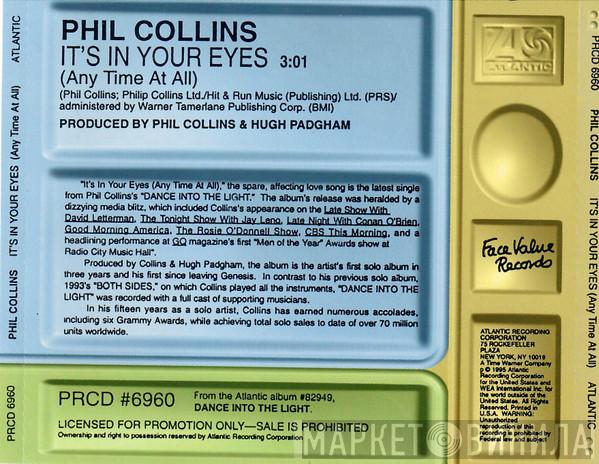 PHIL COLLINS
IT'S IN YOUR EYES 3:01
(Any Time At All)
(Phil Collins; Philip Collins Ltd./Hit & Run Music (Publishing) Ltd. (PRS)/
administered by Warner Tamerlane Publishing Corp. (BMI)
PRODUCED BY PHIL COLLINS & HUGH PADGHAM
"It's In Your Eyes (Any Time At All)," the spare, affecting love song is the latest single
from Phil Collins's "DANCE INTO THE LIGHT." The album's release was heralded by a
dizzying media blitz, which included Collins's appearance on the Late Show With
David Letterman, The Tonight Show With Jay Leno, Late Night With Conan O'Brien,
Good Morning America, The Rosie O'Donnell Show, CBS This Morning, and a
headlining performance at GQ magazine's first "Men of the Year" Awards show at
Radio City Music Hall".
Produced by Collins & Hugh Padgham, the album is the artist's first solo album in
three years and his first since leaving Genesis. In contrast to his previous solo album,
1993's "BOTH SIDES," on which Collins played all the instruments, "DANCE INTO THE
LIGHT" was recorded with a full cast of supporting musicians.
In his fifteen years as a solo artist, Collins has earned numerous accolades,
including six Grammy Awards, while achieving total solo sales to date of over 70 million
units worldwide.
PRCD #6960 From the Atlantic album #82949,
DANCE INTO THE LIGHT.
LICENSED FOR PROMOTION ONLY—SALE IS PROHIBITED
Ownership and right to possession reserved by Atlantic Recording Corporation
ATLANTIC
Face Value
Records
ATLANTIC RECORDING
CORPORATION
75 ROCKEFELLER
PLAZA
NEW YORK, NY 10019
A Time Warner Company
℗ © 1995 Atlantic
Recording Corporation
for the United States and
WEA International Inc. for
the world outside of the
United States. All Rights
Reserved. Printed in
U.S.A. WARNING:
Unauthorized
reproduction of this
recording is prohibited by
Federal law and subject
PRCD 6960 PHIL COLLINS IT'S IN YOUR EYES (Any Time At All) ATLANTIC
PRCD 6960 PHIL COLLINS IT'S IN YOUR EYES (Any Time At All) ATLANTIC
МАРКЕТ ВИНИЛА